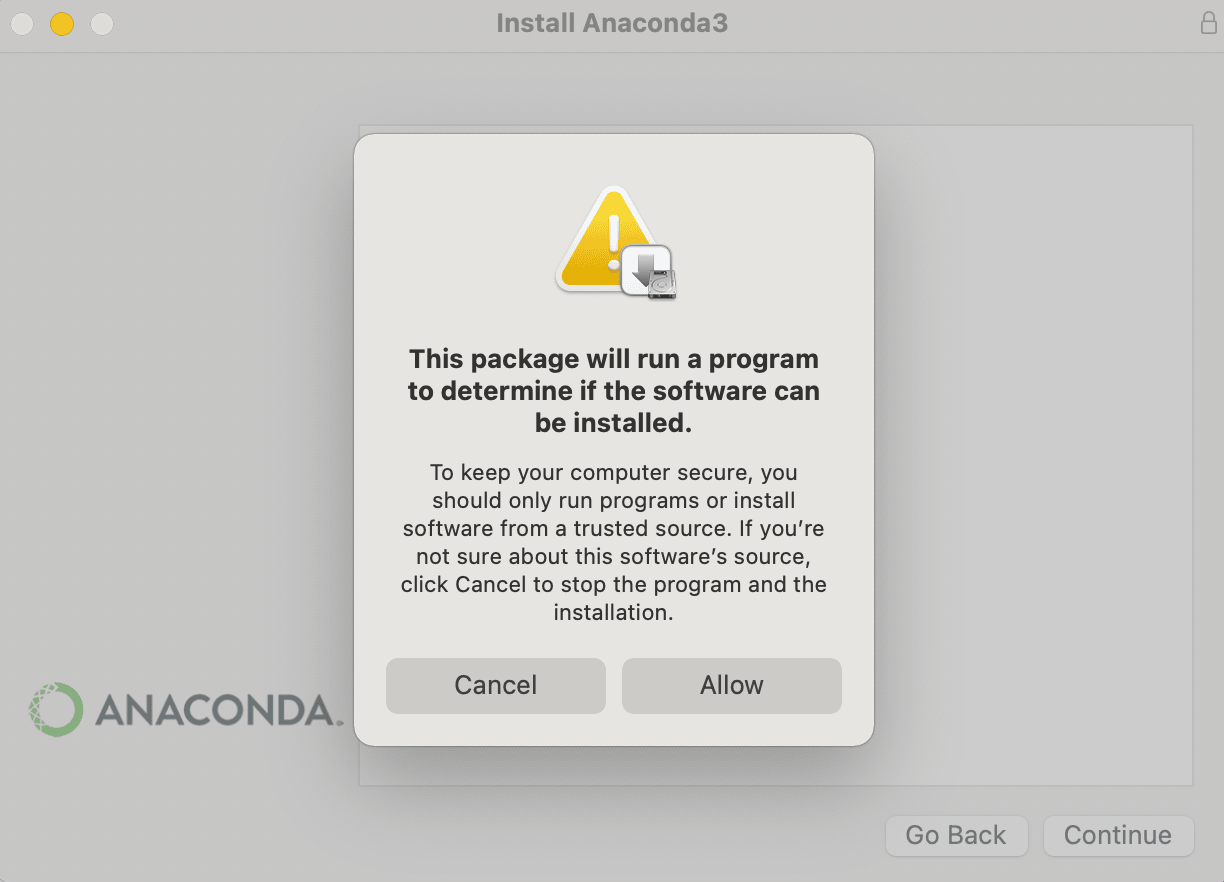 Install Anaconda3
This package will run a program
to determine if the software can
be installed.
To keep your computer secure, you
should only run programs or install
software from a trusted source. If you’re
not sure about this software’s source,
click Cancel to stop the program and the
installation.
Cancel
Allow
ANACONDA.
Go Back
Continue